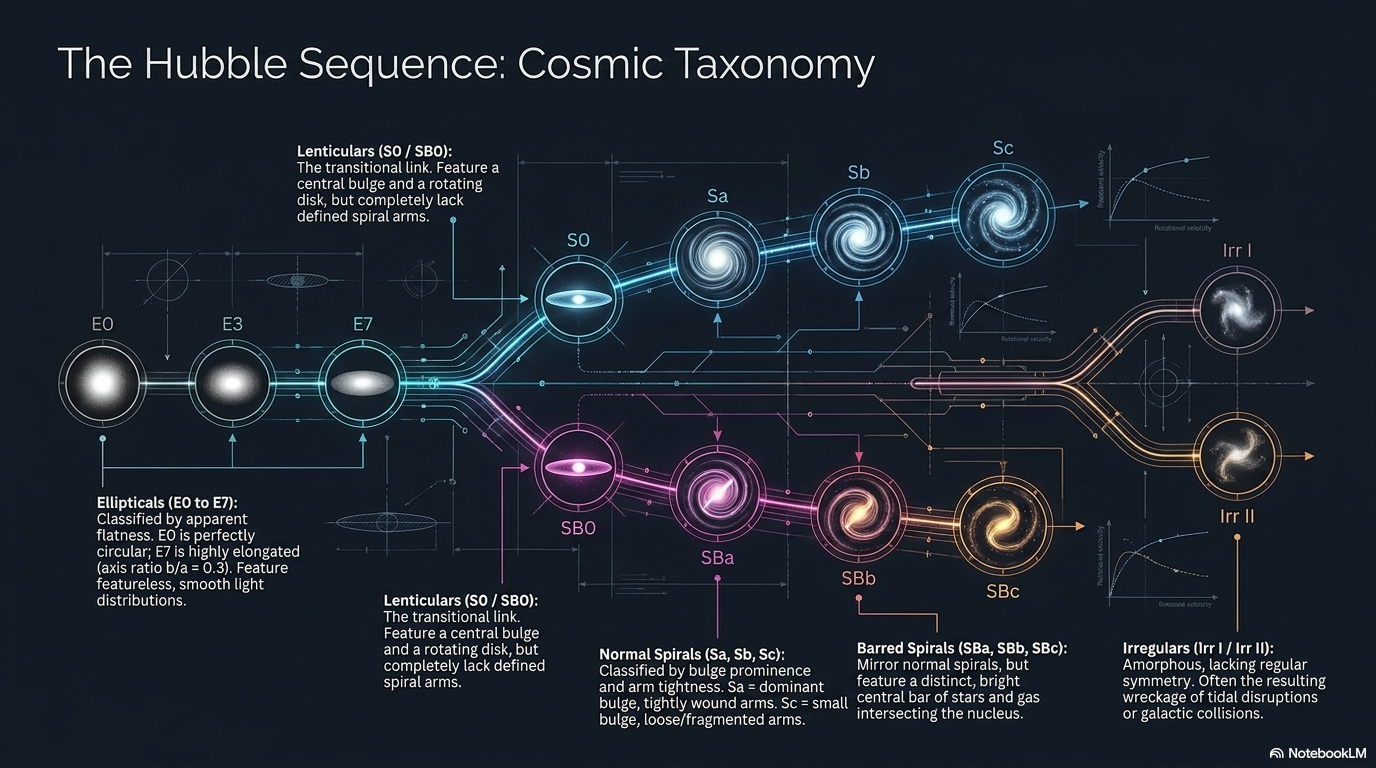 The Hubble Sequence: Cosmic Taxonomy
Lenticulars (S0 / SB0):
The transitional link. Feature a
central bulge and a rotating
disk, but completely lack
defined spiral arms.
E0
E3
E7
S0
Sa
Sb
Sc
Rotational velocity
Rotational velocity
Irr I
Irr II
SB0
SBa
SBb
SBc
Ellipticals (E0 to E7):
Classified by apparent
flatness. E0 is perfectly
circular; E7 is highly elongated
(axis ratio b/a = 0.3). Feature
featureless, smooth light
distributions.
Lenticulars (S0 / SB0):
The transitional link.
Feature a central bulge
and a rotating disk, but
completely lack defined
spiral arms.
Normal Spirals (Sa, Sb, Sc):
Classified by bulge prominence
and arm tightness. Sa = dominant
bulge, tightly wound arms. Sc = small
bulge, loose/fragmented arms.
Barred Spirals (SBa, SBb, SBc):
Mirror normal spirals, but
feature a distinct, bright
central bar of stars and gas
intersecting the nucleus.
Irregulars (Irr I / Irr II):
Amorphous, lacking regular
symmetry. Often the resulting
wreckage of tidal disruptions
or galactic collisions.
NotebookLM